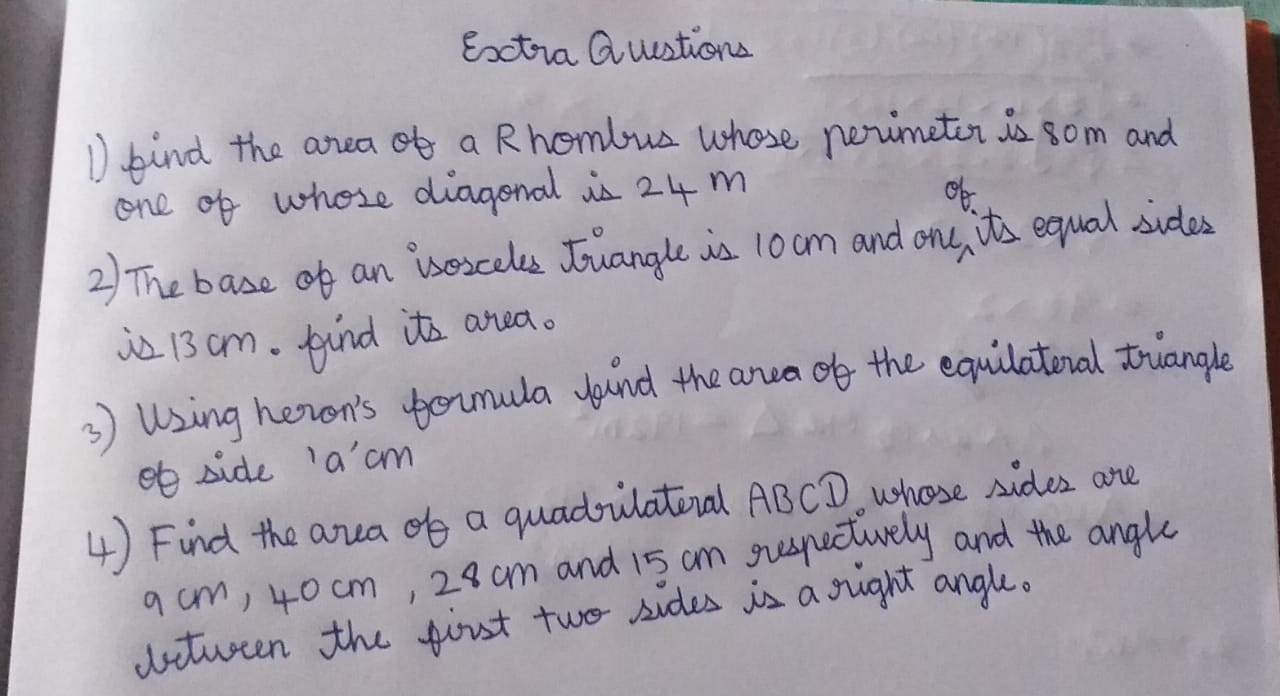 Extra Questions
1) find the area of a Rhombus whose perimeter is 80m and
one of whose diagonal is 24 m
2) The base of an isosceles triangle is 10 cm and one of its equal sides
is 13 cm. find its area.
3) Using heron's formula find the area of the equilateral triangle
of side 'a' cm
4) Find the area of a quadrilateral ABCD whose sides are
9 cm, 40 cm, 28 cm and 15 cm respectively and the angle
between the first two sides is a right angle.